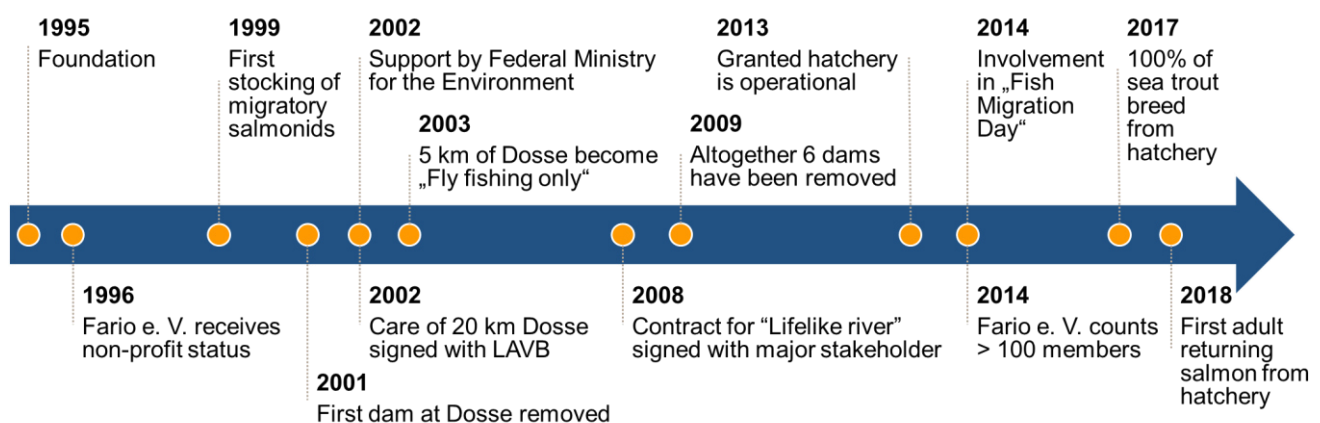 1995
Foundation
1999
First
stocking of
migratory
salmonids
2002
Support by Federal Ministry
for the Environment
2003
5 km of Dosse become
„Fly fishing only“
2013
Granted hatchery
is operational
2009
Altogether 6 dams
have been removed
2014
Involvement
in „Fish
Migration
Day“
2017
100% of
sea trout
breed
from
hatchery
1996
Fario e. V. receives
non-profit status
2001
First dam at Dosse removed
2002
Care of 20 km Dosse
signed with LAVB
2008
Contract for “Lifelike river”
signed with major stakeholder
2014
Fario e. V. counts
> 100 members
2018
First adult
returning
salmon from
hatchery